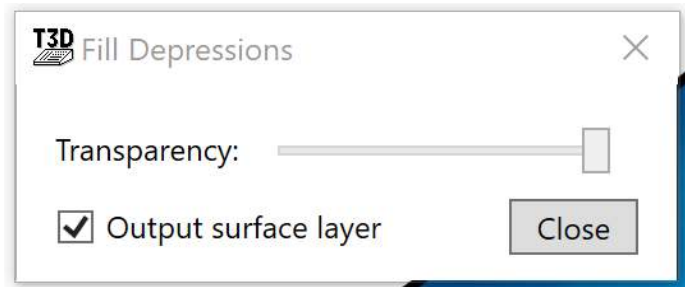 T3D Fill Depressions
Transparency:
Output surface layer
Close